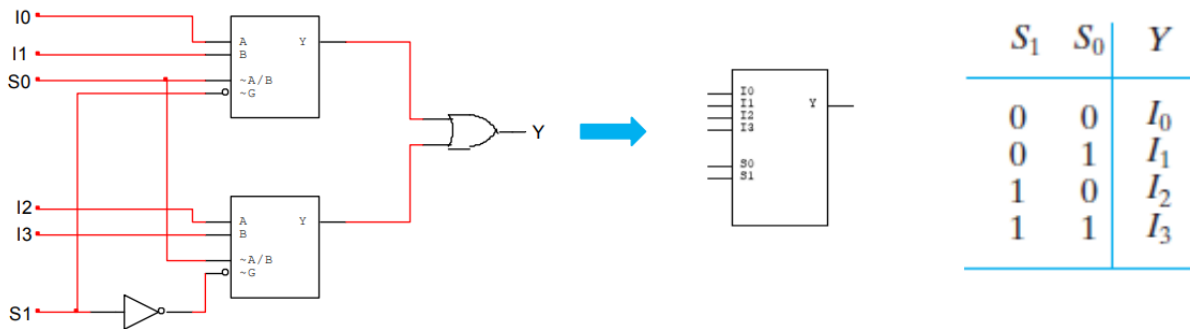 I0
I1
S0
A
B
~A/B
~G
Y
I2
I3
S1
A
B
~A/B
~G
Y
Y
I0
I1
I2
I3
S0
S1
Y
S₁ S₀ Y
0 0 I₀
0 1 I₁
1 0 I₂
1 1 I₃